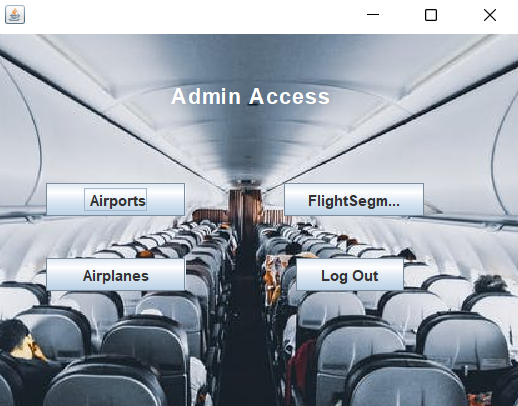 Admin Access
Airports
FlightSegm...
Airplanes
Log Out